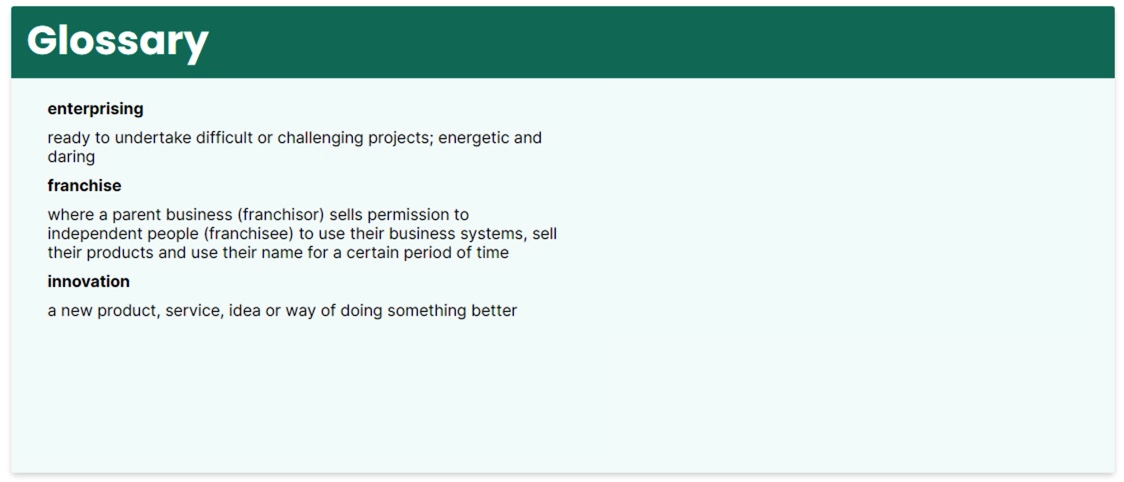 Glossary
enterprising
ready to undertake difficult or challenging projects; energetic and
daring
franchise
where a parent business (franchisor) sells permission to
independent people (franchisee) to use their business systems, sell
their products and use their name for a certain period of time
innovation
a new product, service, idea or way of doing something better